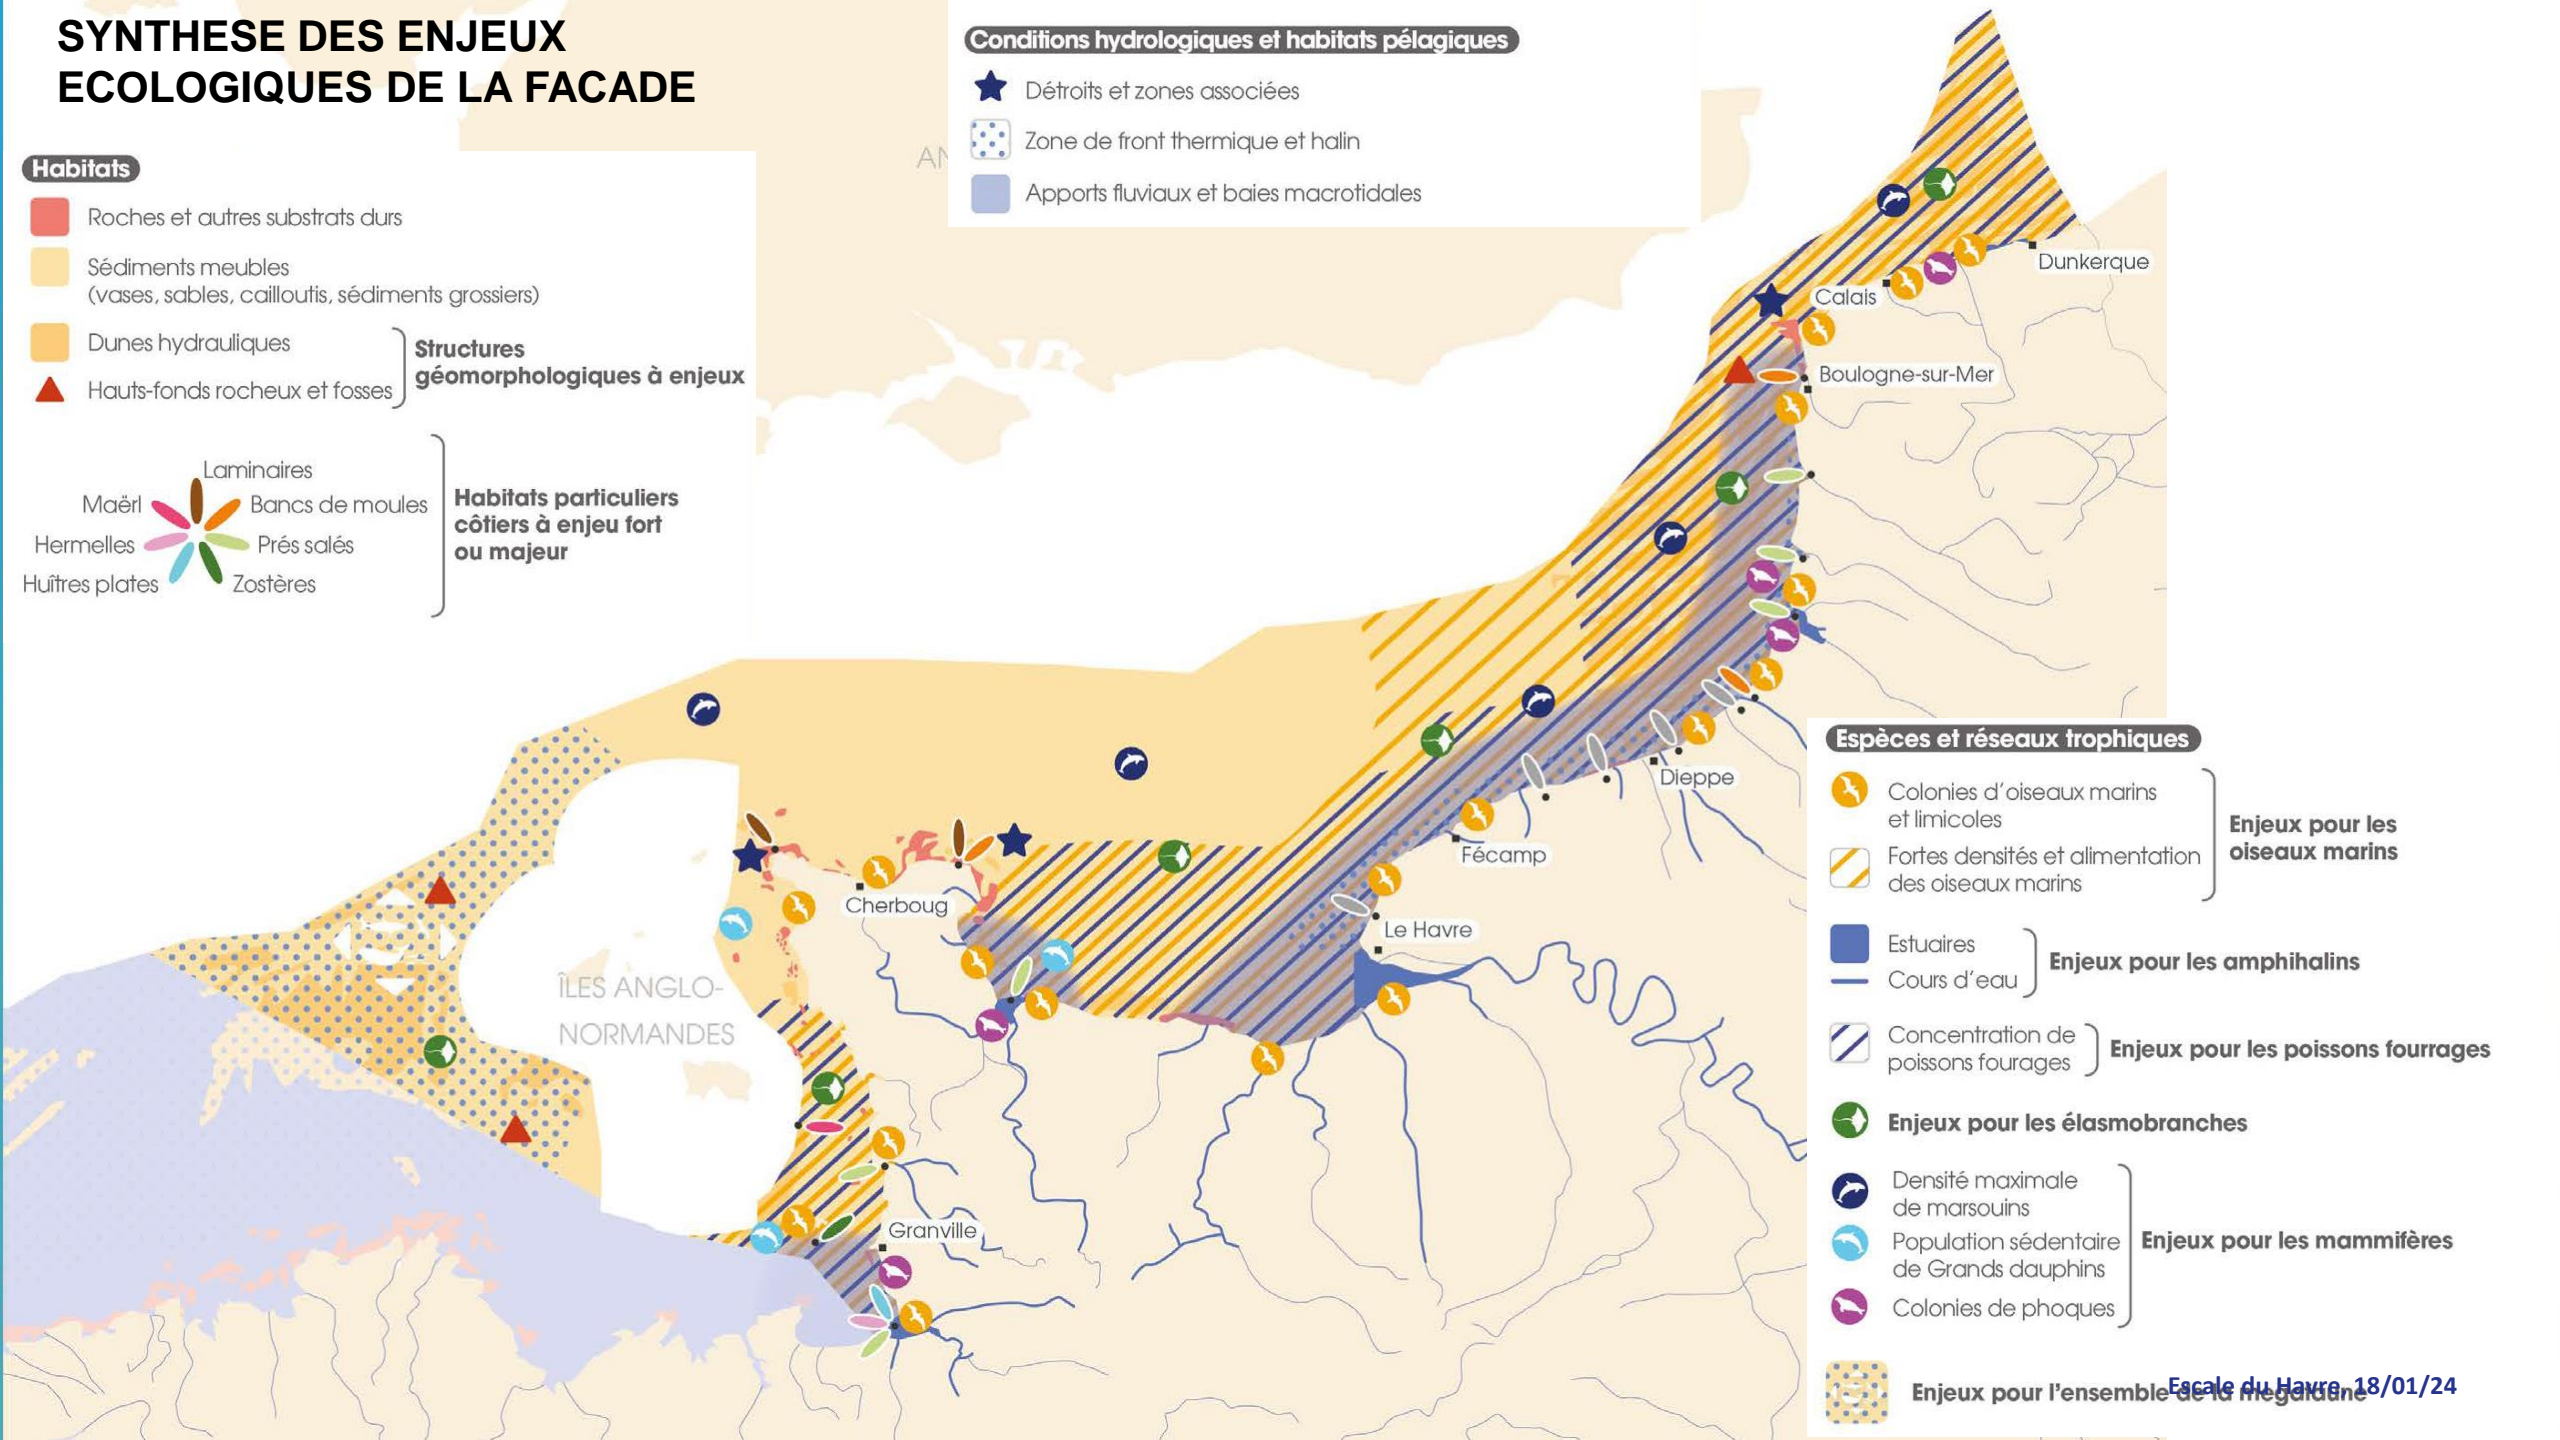 SYNTHESE DES ENJEUX
ECOLOGIQUES DE LA FACADE
Conditions hydrologiques et habitats pélagiques
Détroits et zones associées
Zone de front thermique et halin
Apports fluviaux et baies macrotidales
AN
Habitats
Roches et autres substrats durs
Sédiments meubles
(vases, sables, cailloutis, sédiments grossiers)
Dunes hydrauliques
Hauts-fonds rocheux et fosses
Structures
géomorphologiques à enjeux
Laminaires
Maërl
Bancs de moules
Hermelles
Prés salés
Huîtres plates
Zostères
Habitats particuliers
côtiers à enjeu fort
ou majeur
Dunkerque
Calais
Boulogne-sur-Mer
Dieppe
Fécamp
Le Havre
Cherboug
ÎLES ANGLO-
NORMANDES
Granville
Espèces et réseaux trophiques
Colonies d'oiseaux marins
et limicoles
Fortes densités et alimentation
des oiseaux marins
Enjeux pour les
oiseaux marins
Estuaires
Cours d'eau
Enjeux pour les amphihalins
Concentration de
poissons fourages
Enjeux pour les poissons fourrages
Enjeux pour les élasmobranches
Densité maximale
de marsouins
Population sédentaire
de Grands dauphins
Colonies de phoques
Enjeux pour les mammifères
Enjeux pour l'ensemble de la mégafaune
Escale du Havre, 18/01/24